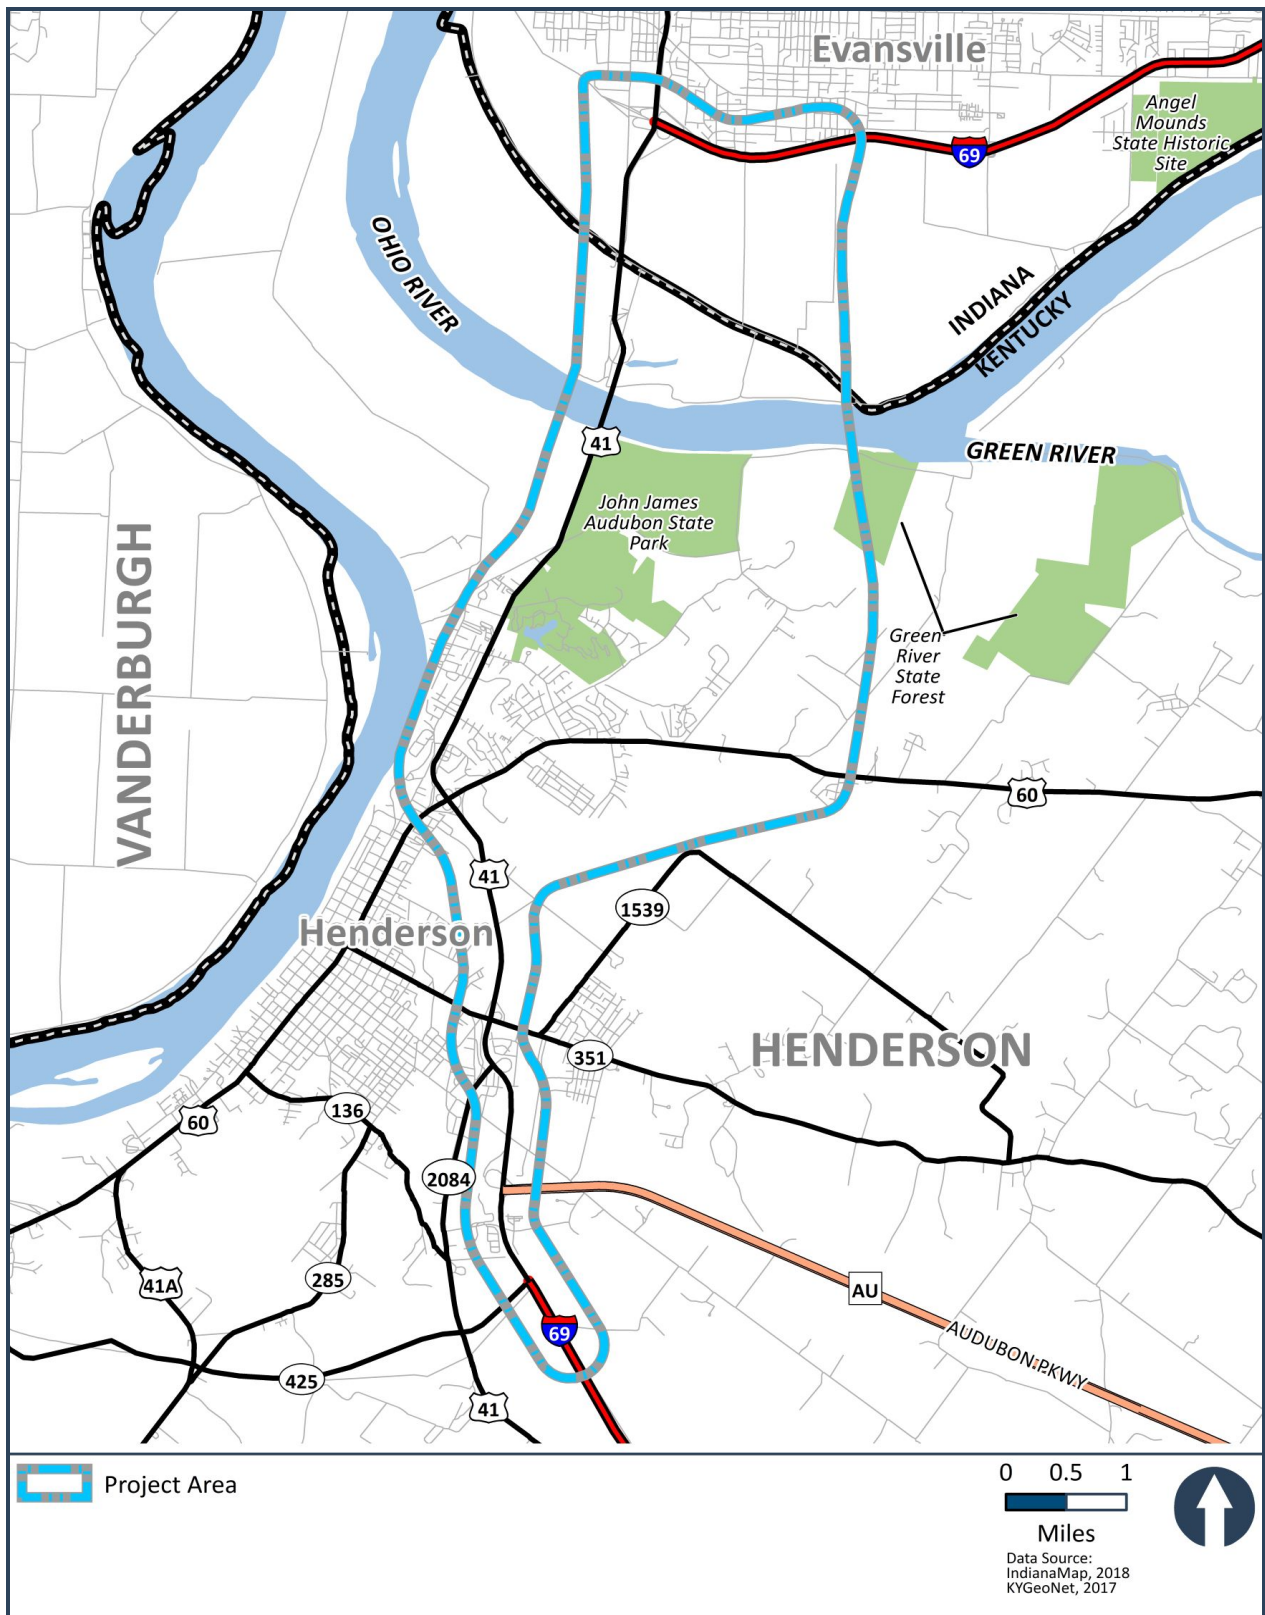 Evansville
Angel
Mounds
State Historic
Site
69
OHIO RIVER
INDIANA
KENTUCKY
41
GREEN RIVER
John James
Audubon State
Park
VANDERBURGH
Green
River
State
Forest
60
41
1539
Henderson
HENDERSON
351
136
60
2084
41A
285
AU
69
AUDUBON PKWY
425
41
Project Area
0 0.5 1
Miles
Data Source:
IndianaMap, 2018
KYGeoNet, 2017